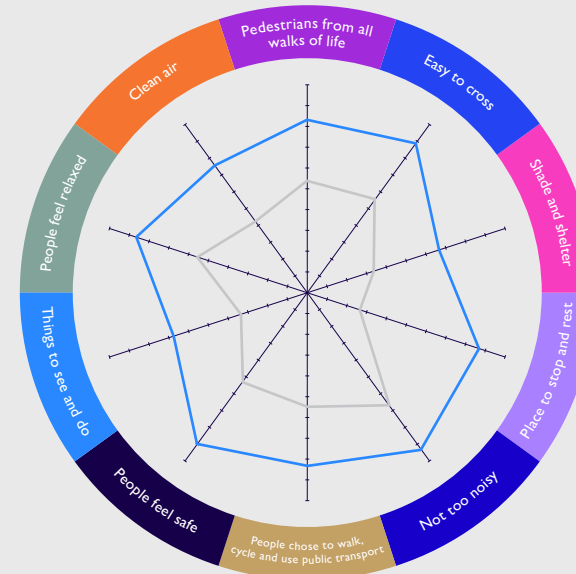 Pedestrians from all
walks of life
Easy to cross
Shade and shelter
Place to stop and rest
Not too noisy
People chose to walk,
cycle and use public transport
People feel safe
Things to see and do
People feel relaxed
Clean air